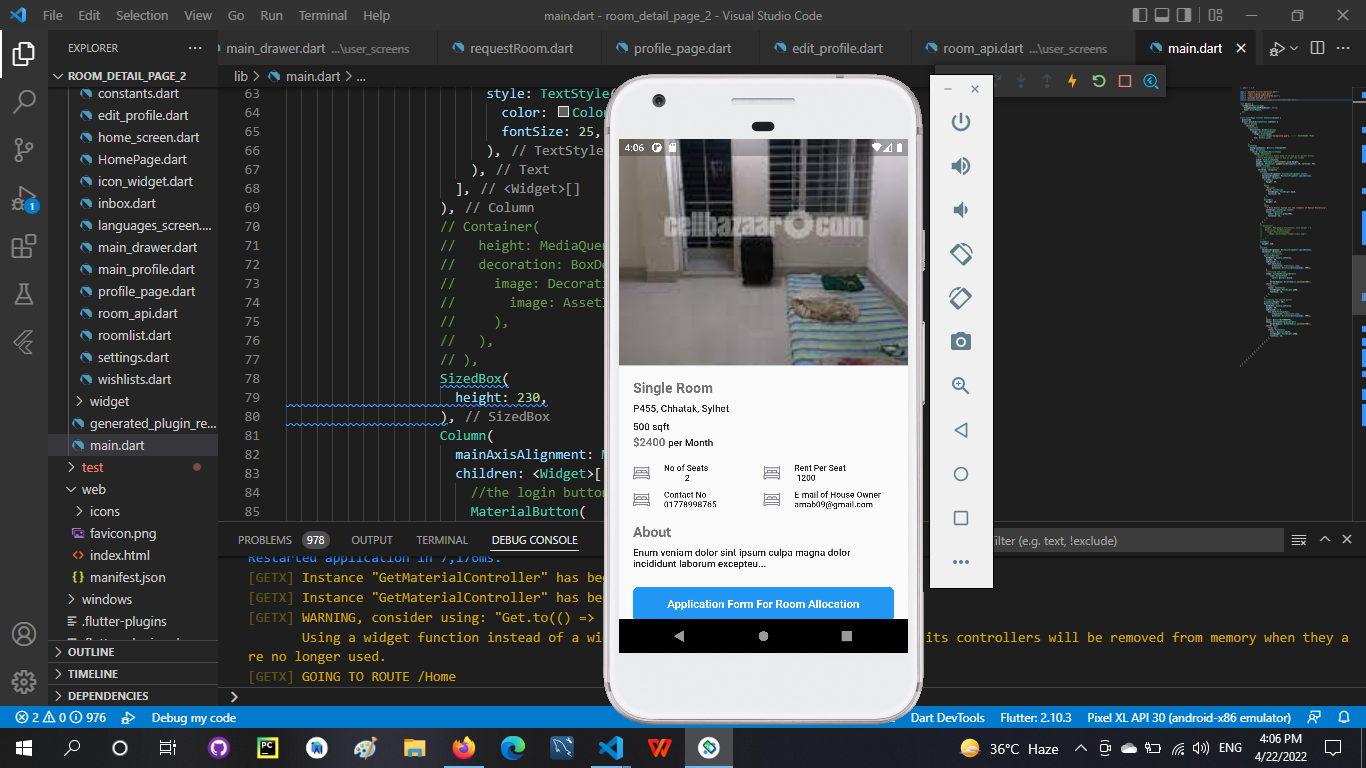 File Edit Selection View Go Run Terminal Help
main.dart - room_detail_page_2 - Visual Studio Code
EXPLORER
main_drawer.dart ...\user_screens
requestRoom.dart
profile_page.dart
edit_profile.dart
room_api.dart ...\user_screens
main.dart
ROOM_DETAIL_PAGE_2
constants.dart
edit_profile.dart
home_screen.dart
HomePage.dart
icon_widget.dart
inbox.dart
languages_screen....
main_drawer.dart
main_profile.dart
profile_page.dart
room_api.dart
roomlist.dart
settings.dart
wishlists.dart
widget
generated_plugin_re...
main.dart
test
web
icons
favicon.png
index.html
manifest.json
windows
.flutter-plugins
OUTLINE
TIMELINE
DEPENDENCIES
lib > main.dart > ...
63 style: TextStyle(
64 color: Colo
65 fontSize: 25,
66 ), // TextStyle
67 ), // Text
68 ], // <Widget>[]
69 ), // Column
70 // Container(
71 // height: MediaQuer
72 // decoration: BoxDe
73 // image: Decorati
74 // image: AssetI
75 // ),
76 // ),
77 // ),
78 SizedBox(
79 height: 230,
80 ), // SizedBox
81 Column(
82 mainAxisAlignment: M
83 children: <Widget>[
84 //the login button
85 MaterialButton(
4:06
cellbazaar.com
Single Room
P455, Chhatak, Sylhet
500 sqft
$2400 per Month
No of Seats
2
Rent Per Seat
1200
Contact No
01778998765
E mail of House Owner
amab09@gmail.com
About
Enum veniam dolor sint ipsum culpa magna dolor
incididunt laborum excepteu...
Application Form For Room Allocation
PROBLEMS 978 OUTPUT TERMINAL DEBUG CONSOLE
filter (e.g. text, !exclude)
Restarted application in 7,176ms.
[GETX] Instance "GetMaterialController" has bee
[GETX] Instance "GetMaterialController" has bee
[GETX] WARNING, consider using: "Get.to(() =>
Using a widget function instead of a wi its controllers will be removed from memory when they a
re no longer used.
[GETX] GOING TO ROUTE /Home
2 0 976 Debug my code
Dart DevTools Flutter: 2.10.3 Pixel XL API 30 (android-x86 emulator)
36°C Haze
ENG
4:06 PM
4/22/2022